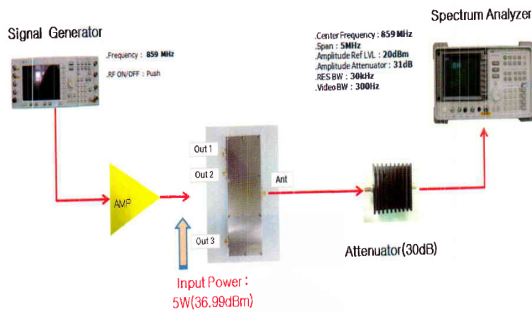 Spectrum Analyzer
Signal Generator
.Frequency : 859 MHz
.RF ON/OFF : Push
.Center Frequency : 859 MHz
.Span : 5MHz
.Amplitude Ref LVL : 20dBm
.Amplitude Attenuator : 31dB
.RES BW : 30kHz
.Video BW : 300Hz
Out 1
Out 2
Ant
AMP
Out 3
Attenuator(30dB)
Input Power :
5W(36.99dBm)